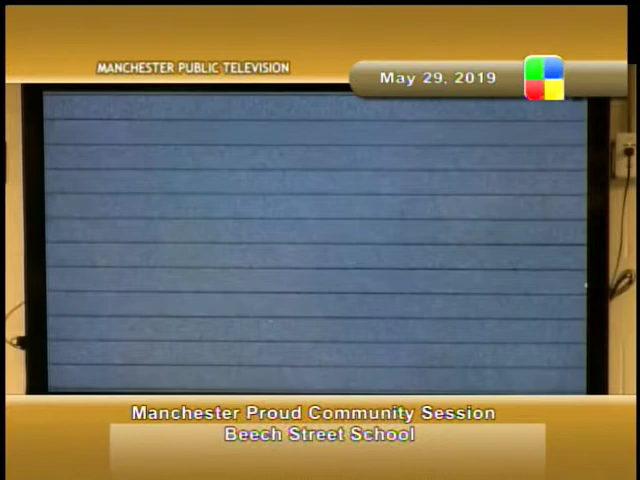 MANCHESTER PUBLIC TELEVISION
May 29, 2019
Manchester Proud Community Session
Beech Street School